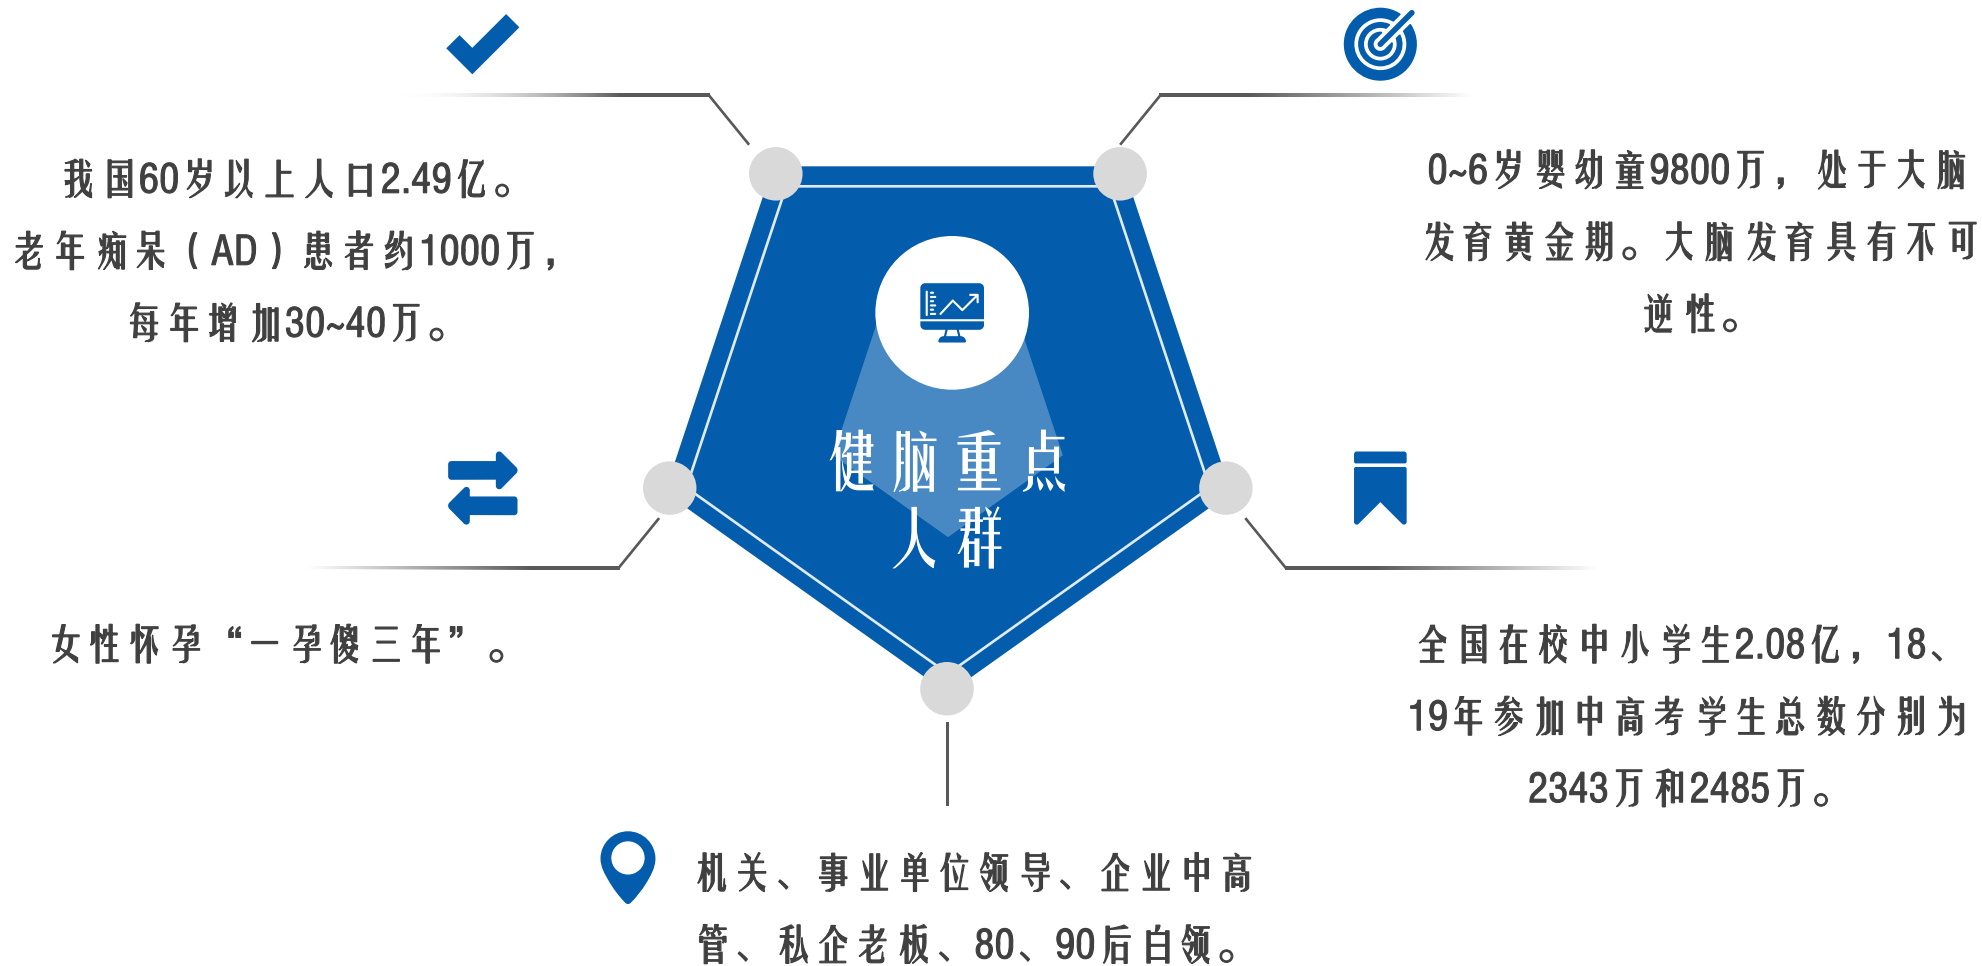 我国60岁以上人口2.49亿。
老年痴呆（AD）患者约1000万，
每年增加30~40万。
0~6岁婴幼童9800万，处于大脑
发育黄金期。大脑发育具有不可
逆性。
健脑重点
人群
女性怀孕“一孕傻三年”。
全国在校中小学生2.08亿，18、
19年参加中高考学生总数分别为
2343万和2485万。
机关、事业单位领导、企业中高
管、私企老板、80、90后白领。